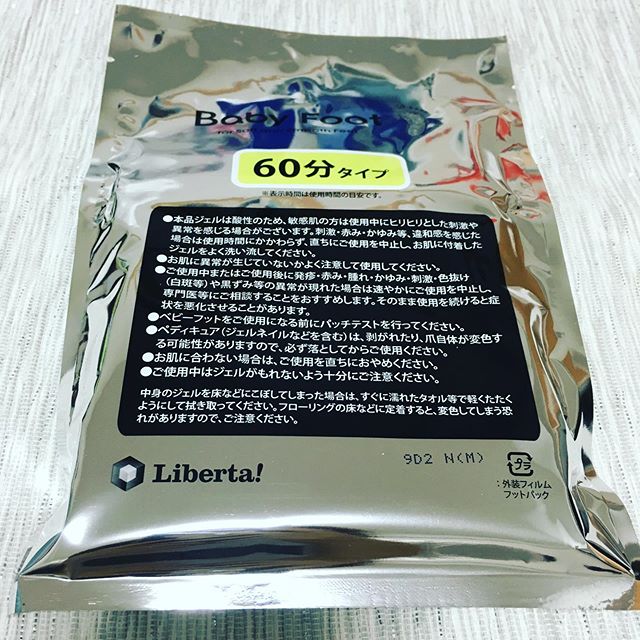 Baby Foot
60分タイプ
※表示時間は使用時間の目安です。
●本品ジェルは酸性のため、敏感肌の方は使用中にヒリヒリとした刺激や
異常を感じる場合がございます。刺激・赤み・かゆみ等、違和感を感じた
場合は使用時間にかかわらず、直ちにご使用を中止し、お肌に付着した
ジェルをよく洗い流してください。
●お肌に異常が生じていないかよく注意して使用してください。
●ご使用中またはご使用後に発疹・赤み・腫れ・かゆみ・刺激・色抜け
(白斑等)や黒ずみ等の異常が現れた場合は速やかにご使用を中止し、
専門医等にご相談することをおすすめします。そのまま使用を続けると症
状を悪化させることがあります。
●ベビーフットをご使用になる前にパッチテストを行ってください。
●ペディキュア(ジェルネイルなどを含む)は、剥がれたり、爪自体が変色す
る可能性がありますので、必ず落としてからご使用ください。
●お肌に合わない場合は、ご使用を直ちにおやめください。
●ご使用中はジェルがもれないよう十分にご注意ください。
中身のジェルを床などにこぼしてしまった場合は、すぐに濡れたタオル等で軽くたたく
ようにして拭き取ってください。フローリングの床などに定着すると、変色してしまう恐
れがありますので、ご注意ください。
Liberta!
9D2 N(M)
プラ
:外装フィルム
フットパック